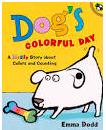 Dog's
COLORFUL DAY
A Messy Story about
Colors and Counting
Emma Dodd